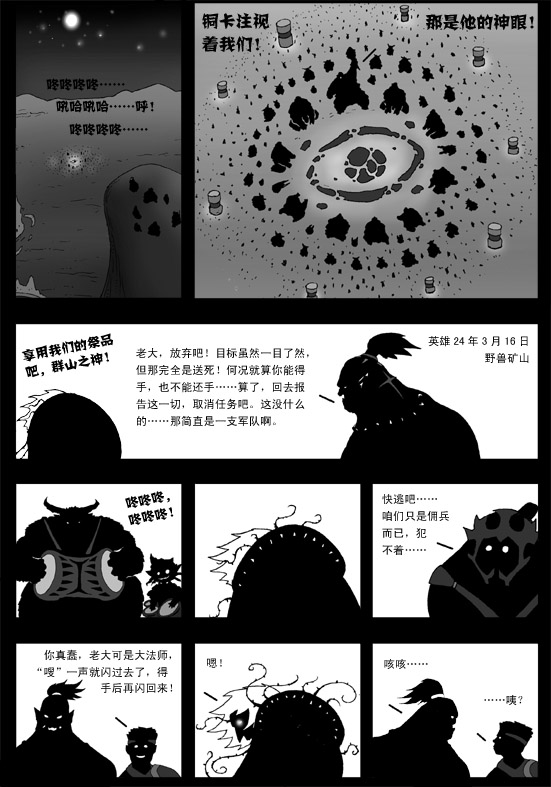 咚咚咚咚……
吼哈吼哈……呼！
咚咚咚咚……
铜卡注视
着我们！
那是他的神眼！
享用我们的祭品
吧，群山之神！
老大，放弃吧！目标虽然一目了然，
但那完全是送死！何况就算你能得
手，也不能还手……算了，回去报
告这一切，取消任务吧。这没什么
的……那简直是一支军队啊。
英雄 24 年 3 月 16 日
野兽矿山
咚咚咚，
咚咚咚！
快逃吧……
咱们只是佣兵
而已，犯
不着……
你真蠢，老大可是大法师，
“嗖”一声就闪过去了，得
手后再闪回来！
嗯！
咳咳……
……咦？